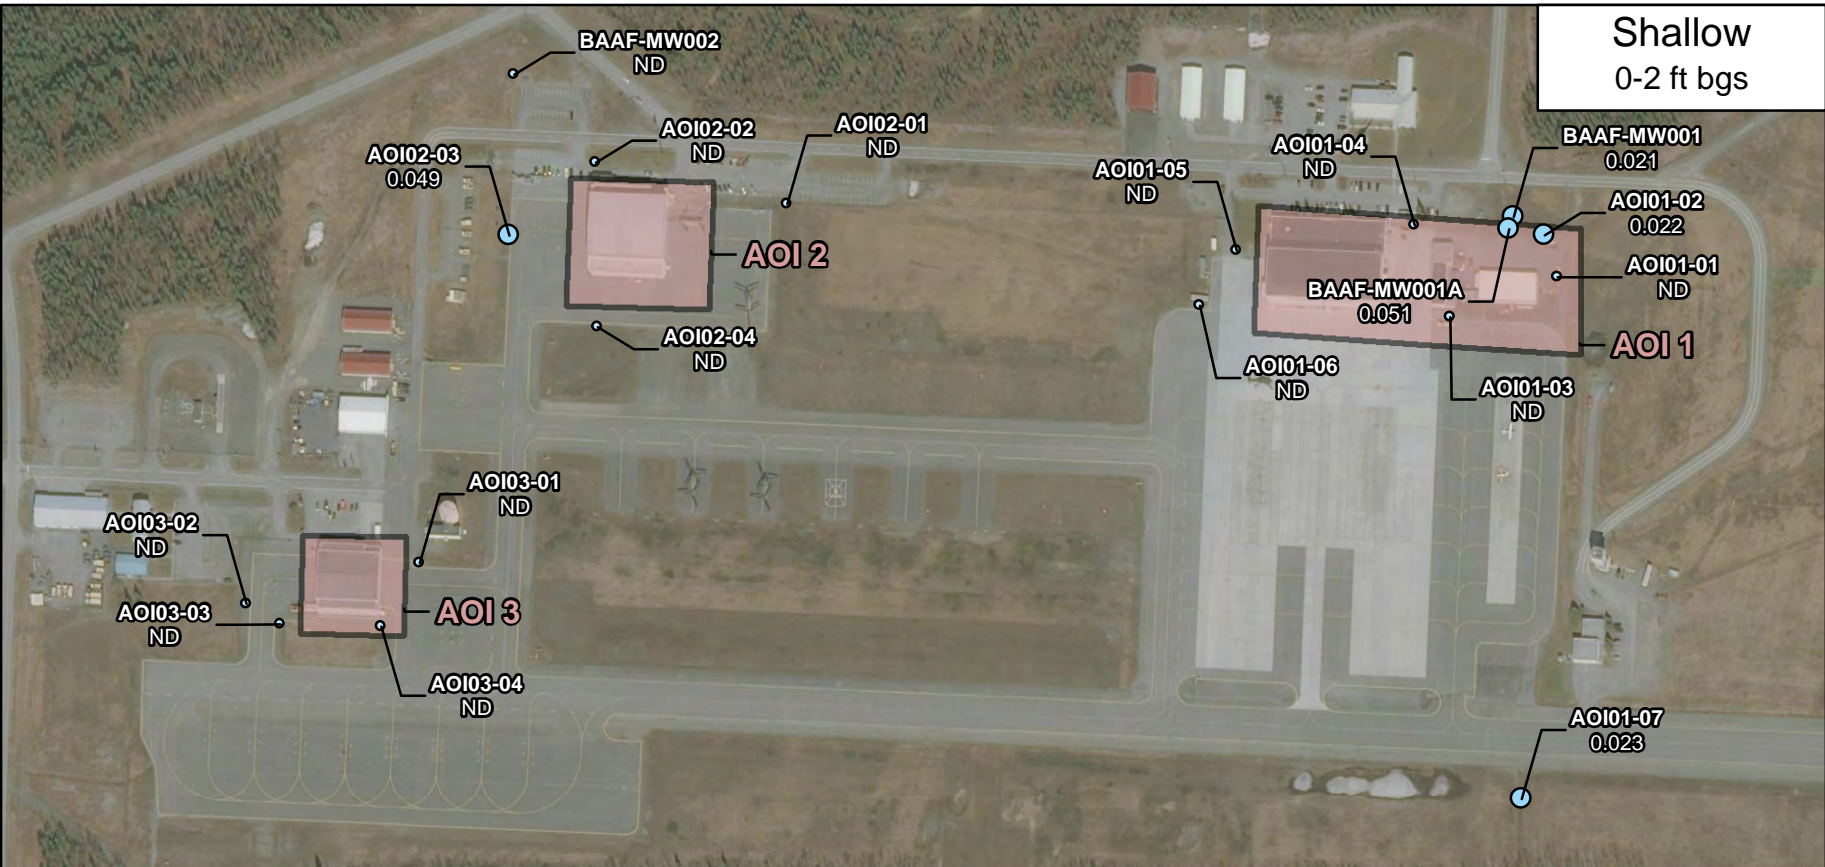 Shallow
0-2 ft bgs
BAAF-MW002
ND
AOI02-02
ND
AOI02-01
ND
AOI02-03
0.049
AOI 2
AOI02-04
ND
AOI01-05
ND
AOI01-04
ND
BAAF-MW001
0.021
AOI01-02
0.022
AOI01-01
ND
BAAF-MW001A
0.051
AOI 1
AOI01-06
ND
AOI01-03
ND
AOI03-01
ND
AOI03-02
ND
AOI03-03
ND
AOI 3
AOI03-04
ND
AOI01-07
0.023